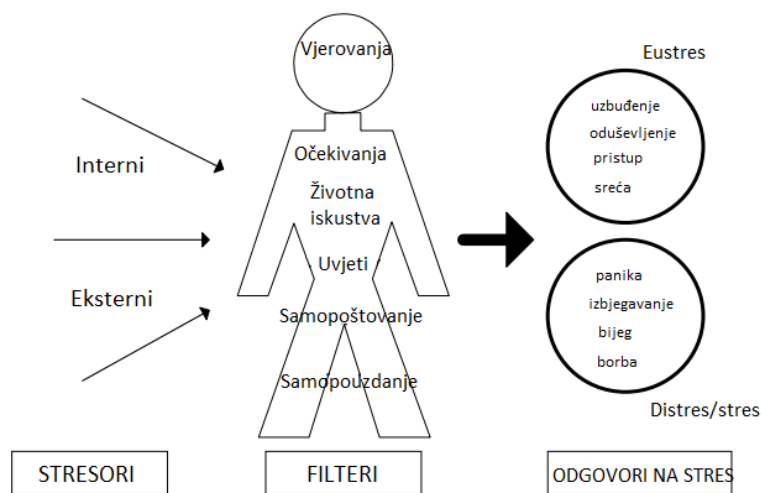 Interni
Eksterni
STRESORI
Vjerovanja
Očekivanja
Životna
iskustva
Uvjeti
Samopoštovanje
Samopouzdanje
FILTERI
Eustres
uzbuđenje
oduševljenje
pristup
sreća
panika
izbjegavanje
bijeg
borba
Distres/stres
ODGOVORI NA STRES